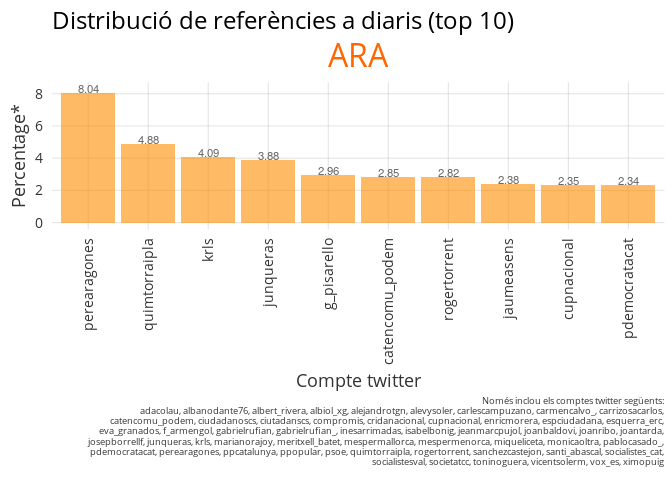 Distribució de referències a diaris (top 10)
ARA
Percentage*
8
6
4
2
0
8.04
4.88
4.09
3.88
2.96
2.85
2.82
2.38
2.35
2.34
perearagones
quimtorraipla
krls
junqueras
g_pisarello
catencomu_podem
rogertorrent
jaumeasens
cupnacional
pdemocratacat
Compte twitter
Només inclou els comptes twitter següents:
adacolau, albanodante76, albert_rivera, albiol_xg, alejandrotgn, alevysoler, carlescampuzano, carmencalvo_, carrizosacarlos,
catencomu_podem, ciudadanoscs, ciutadanscs, compromis, cridanacional, cupnacional, enricmorera, espciudadana, esquerra_erc,
eva_granados, f_armengol, gabrielrufian, gabrielrufian_, inesarrimadas, isabelbonig, jeanmarcpujol, joanbaldovi, joanribo, joantarda,
josepborrellf, junqueras, krls, marianorajoy, meritxell_batet, mespermallorca, mespermenorca, miqueliceta, monicaoltra, pablocasado_,
pdemocratacat, perearagones, ppcatalunya, ppopular, psoe, quimtorraipla, rogertorrent, sanchezcastejon, santi_abascal, socialistes_cat,
socialistesval, societatcc, toninoguera, vicentsolerm, vox_es, ximopuig